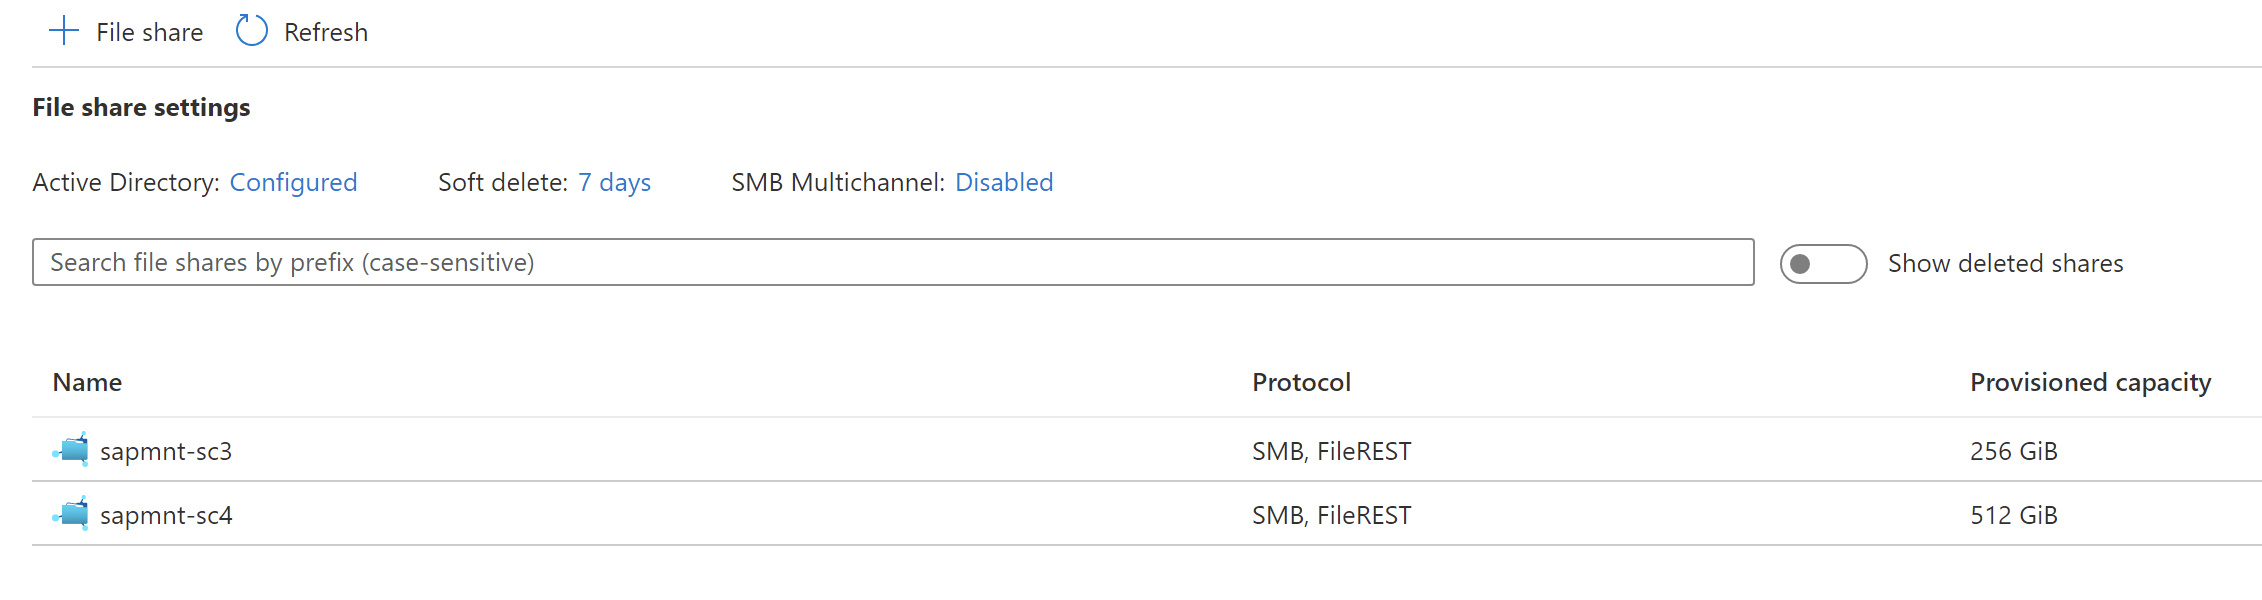 File share Refresh
File share settings
Active Directory: Configured Soft delete: 7 days SMB Multichannel: Disabled
Search file shares by prefix (case-sensitive) Show deleted shares
Name Protocol Provisioned capacity
sapmnt-sc3 SMB, FileREST 256 GiB
sapmnt-sc4 SMB, FileREST 512 GiB